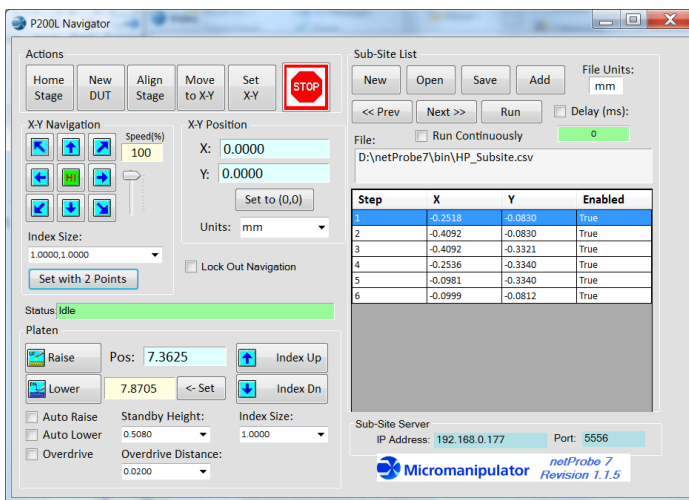 P200L Navigator
Actions
Home Stage
New DUT
Align Stage
Move to X-Y
Set X-Y
STOP
X-Y Navigation
Speed(%)
100
HI
Index Size:
1.0000,1.0000
Set with 2 Points
X-Y Position
X: 0.0000
Y: 0.0000
Set to (0,0)
Units: mm
Lock Out Navigation
Status: Idle
Platen
Raise
Pos: 7.3625
Index Up
Lower
7.8705
<- Set
Index Dn
Auto Raise
Auto Lower
Overdrive
Standby Height:
0.5080
Overdrive Distance:
0.0200
Index Size:
1.0000
Sub-Site List
New
Open
Save
Add
File Units:
mm
<< Prev
Next >>
Run
Delay (ms):
0
File:
Run Continuously
D:\netProbe7\bin\HP_Subsite.csv
Step X Y Enabled
1 -0.2518 -0.0830 True
2 -0.4092 -0.0830 True
3 -0.4092 -0.3321 True
4 -0.2536 -0.3340 True
5 -0.0981 -0.3340 True
6 -0.0999 -0.0812 True
Sub-Site Server
IP Address: 192.168.0.177 Port: 5556
Micromanipulator
netProbe 7
Revision 1.1.5